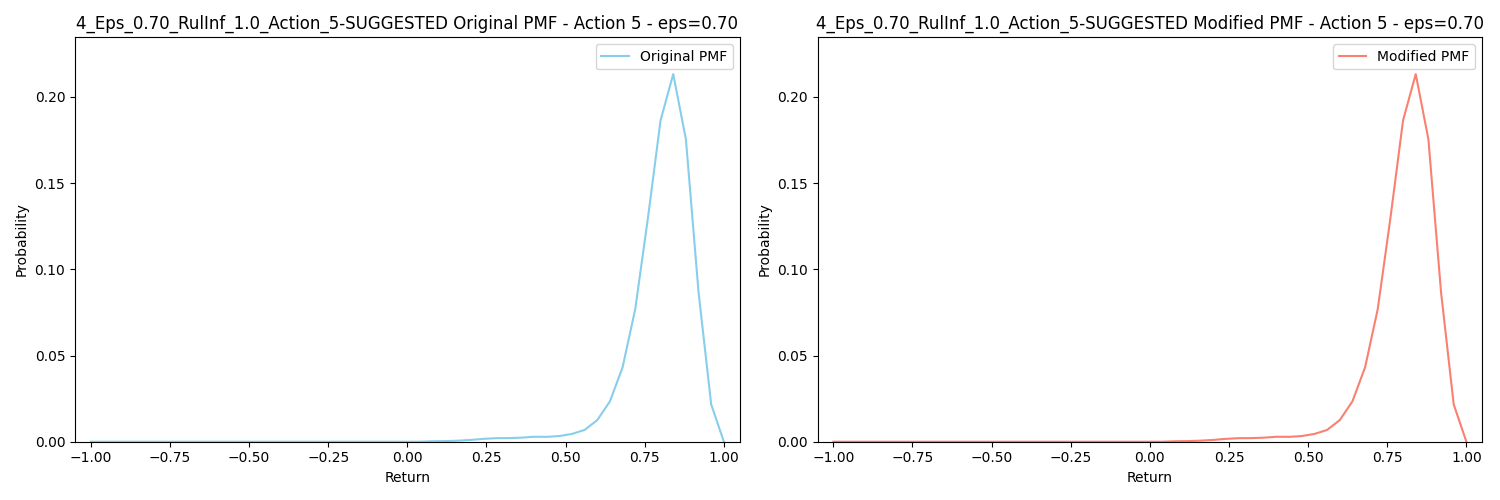 4_Eps_0.70_RulInf_1.0_Action_5-SUGGESTED Original PMF - Action 5 - eps=0.70
Original PMF
0.20
0.15
0.10
0.05
0.00
Probability
−1.00 −0.75 −0.50 −0.25 0.00 0.25 0.50 0.75 1.00
Return
4_Eps_0.70_RulInf_1.0_Action_5-SUGGESTED Modified PMF - Action 5 - eps=0.70
Modified PMF
0.20
0.15
0.10
0.05
0.00
Probability
−1.00 −0.75 −0.50 −0.25 0.00 0.25 0.50 0.75 1.00
Return